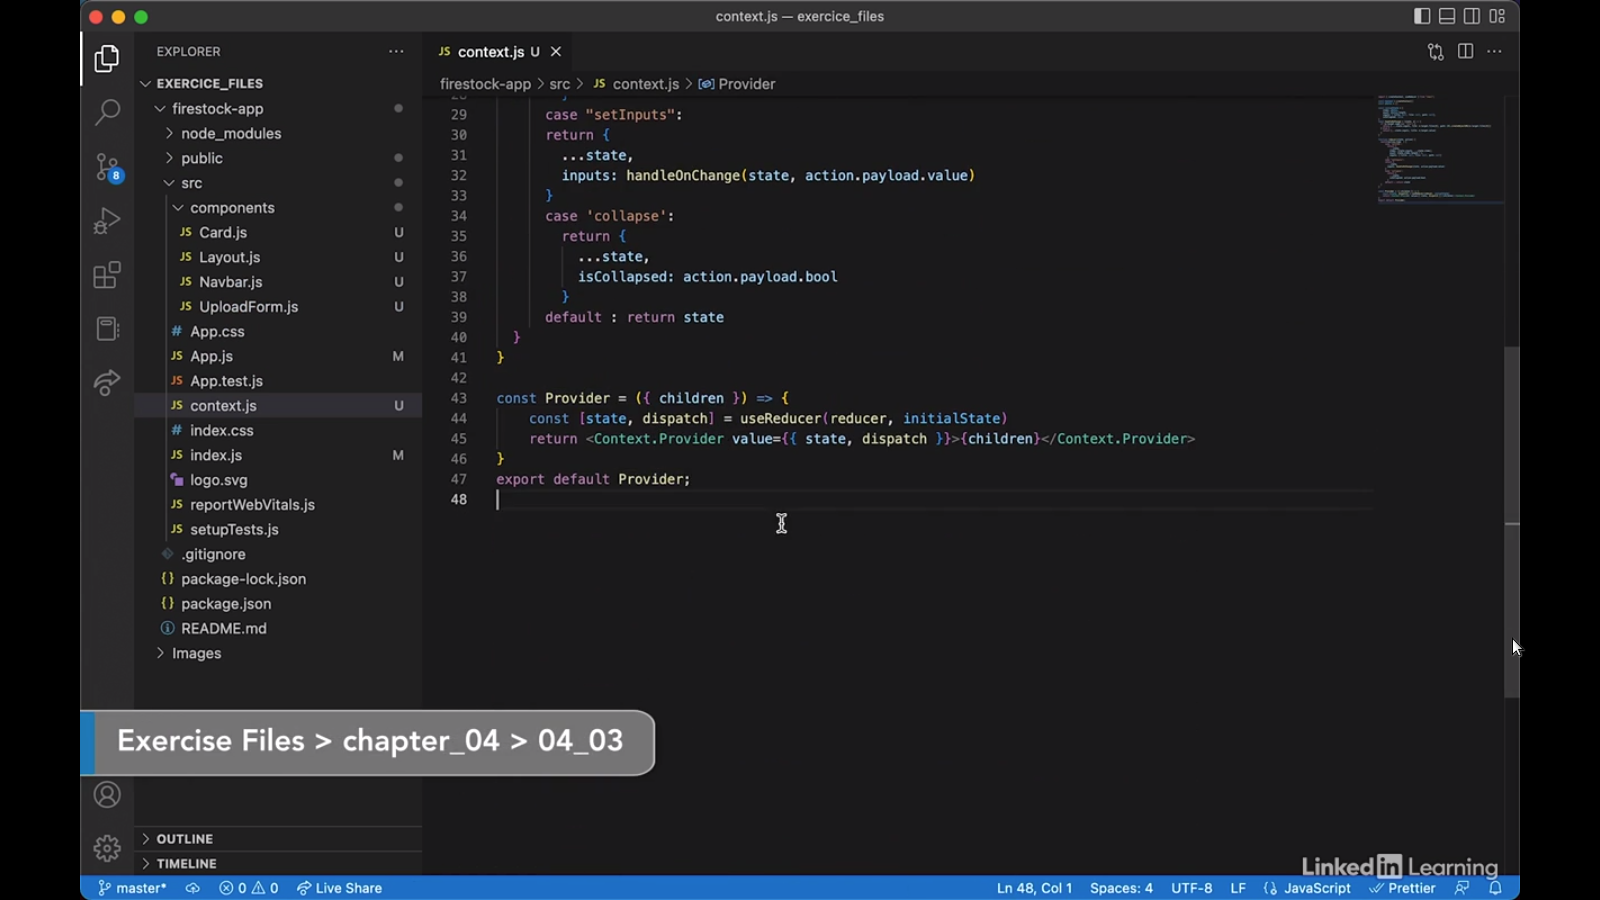 context.js — exercice_files
EXPLORER
EXERCICE_FILES
firestock-app
node_modules
public
src
components
JS Card.js U
JS Layout.js U
JS Navbar.js U
JS UploadForm.js U
# App.css
JS App.js M
JS App.test.js
JS context.js U
# index.css
JS index.js M
logo.svg
JS reportWebVitals.js
JS setupTests.js
.gitignore
{} package-lock.json
{} package.json
README.md
Images
8
OUTLINE
TIMELINE
JS context.js U
firestock-app > src > JS context.js > Provider
29 case "setInputs":
30 return {
31 ...state,
32 inputs: handleOnChange(state, action.payload.value)
33 }
34 case 'collapse':
35 return {
36 ...state,
37 isCollapsed: action.payload.bool
38 }
39 default : return state
40 }
41 }
42
43 const Provider = ({ children }) => {
44 const [state, dispatch] = useReducer(reducer, initialState)
45 return <Context.Provider value={{ state, dispatch }}>{children}</Context.Provider>
46 }
47 export default Provider;
48
Exercise Files > chapter_04 > 04_03
LinkedIn Learning
master* 0 0 Live Share
Ln 48, Col 1 Spaces: 4 UTF-8 LF {} JavaScript Prettier